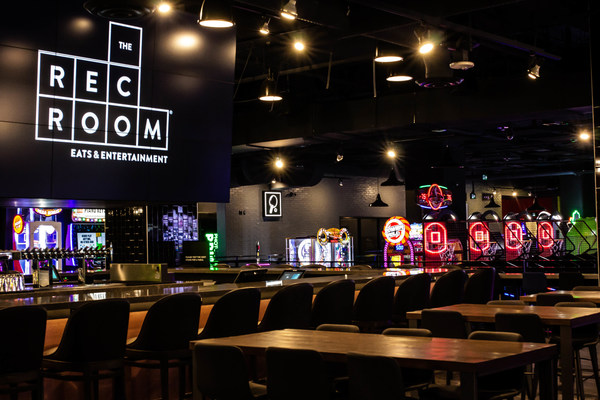 THE
REC
ROOM®
EATS & ENTERTAINMENT